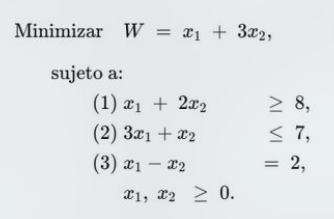 Minimizar W = x₁ + 3x₂,
sujeto a:
(1) x₁ + 2x₂ ≥ 8,
(2) 3x₁ + x₂ ≤ 7,
(3) x₁ − x₂ = 2,
x₁, x₂ ≥ 0.